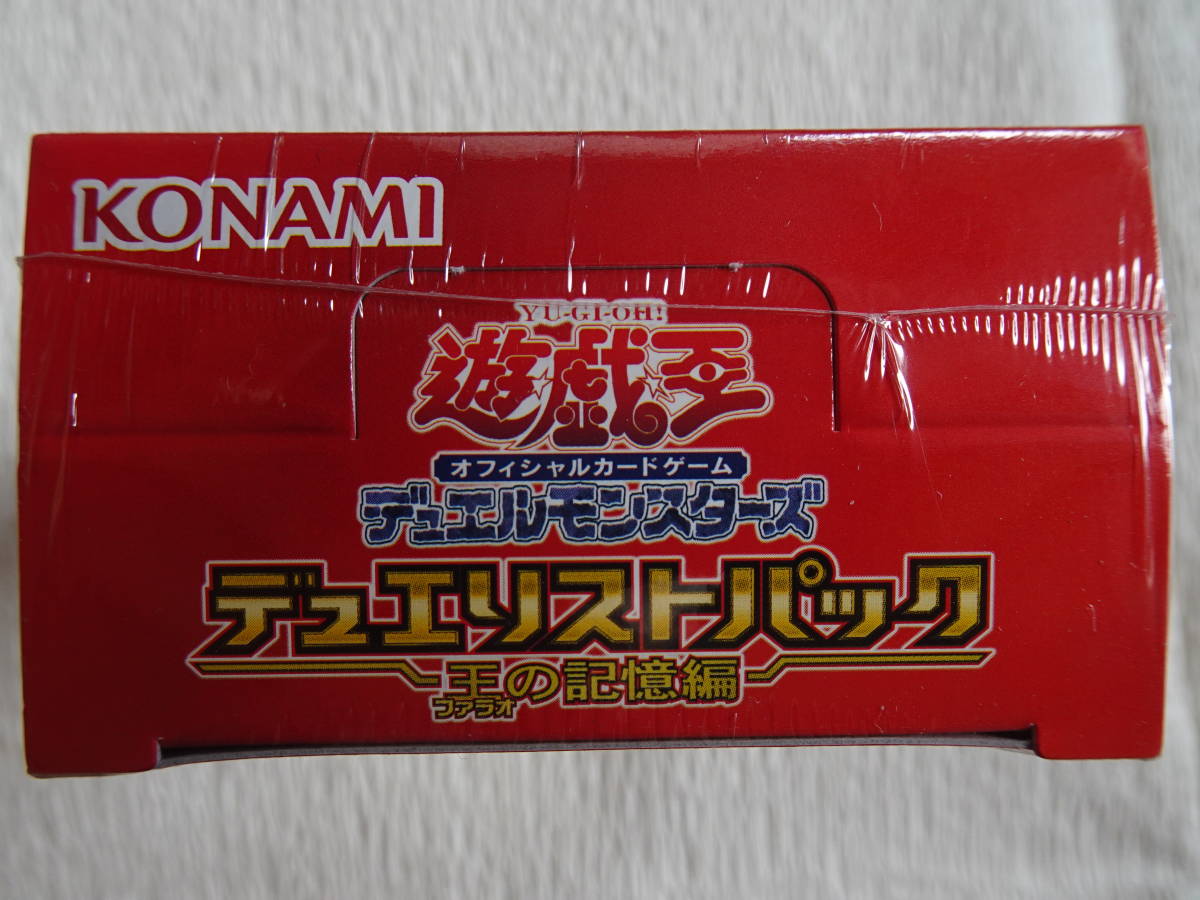 KONAMI
YU-GI-OH!
遊戯王
オフィシャルカードゲーム
デュエルモンスターズ
デュエリストパック
王の記憶編
ファラオ